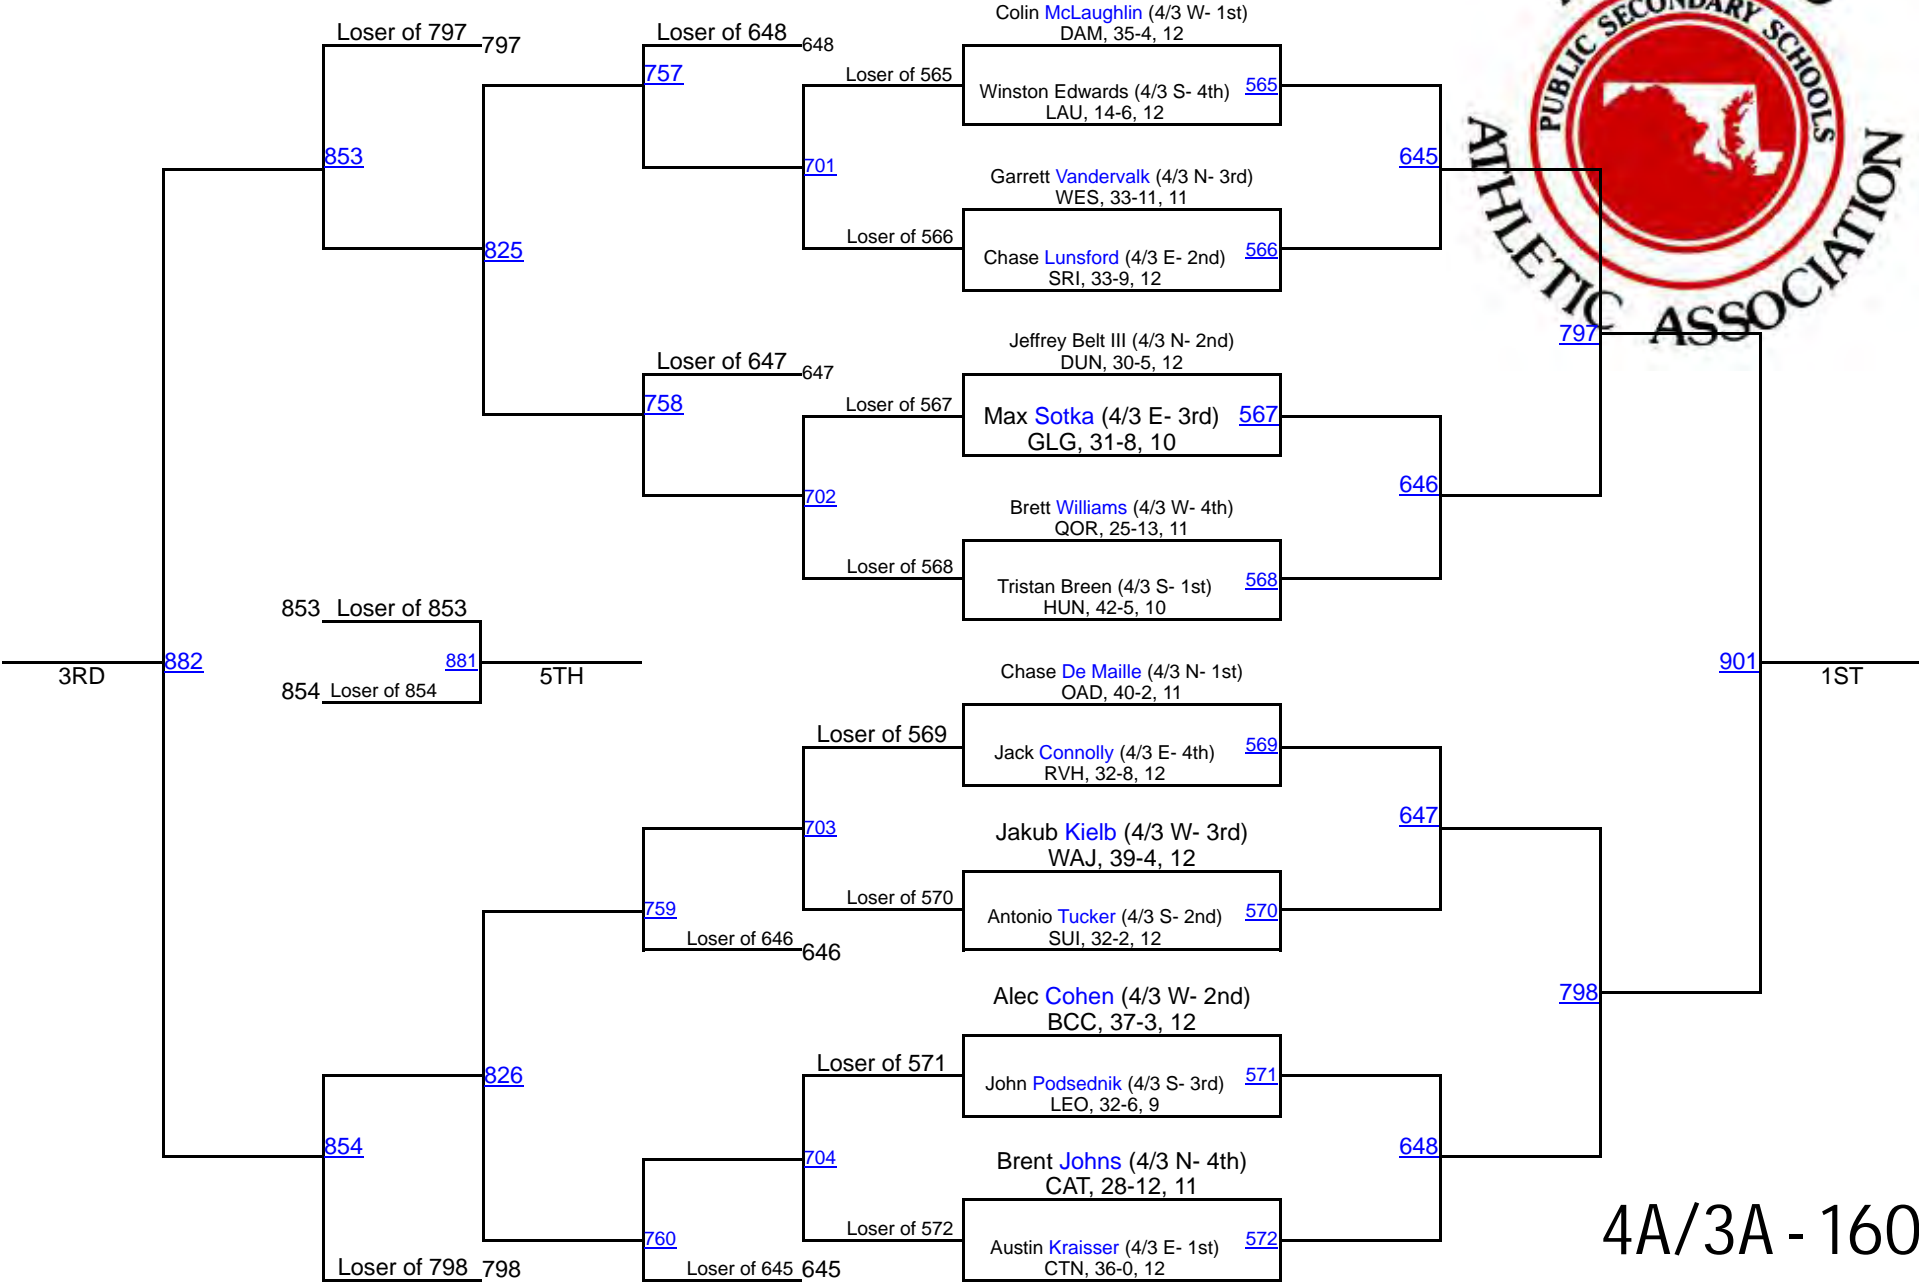 Loser of 797 797
Loser of 648 648
Colin McLaughlin (4/3 W- 1st)
DAM, 35-4, 12
757
Loser of 565
Winston Edwards (4/3 S- 4th) 565
LAU, 14-6, 12
853
701
645
Garrett Vandervalk (4/3 N- 3rd)
WES, 33-11, 11
825
Loser of 566
Chase Lunsford (4/3 E- 2nd) 566
SRI, 33-9, 12
PUBLIC SECONDARY SCHOOLS
ATHLETIC ASSOCIATION
797
Jeffrey Belt III (4/3 N- 2nd)
DUN, 30-5, 12
Loser of 647 647
758
Loser of 567
Max Sotka (4/3 E- 3rd) 567
GLG, 31-8, 10
702
646
Brett Williams (4/3 W- 4th)
QOR, 25-13, 11
Loser of 568
Tristan Breen (4/3 S- 1st) 568
HUN, 42-5, 10
853 Loser of 853
3RD
882
881
5TH
854 Loser of 854
Chase De Maille (4/3 N- 1st)
OAD, 40-2, 11
901
1ST
Loser of 569
Jack Connolly (4/3 E- 4th) 569
RVH, 32-8, 12
703
647
Jakub Kielb (4/3 W- 3rd)
WAJ, 39-4, 12
759
Loser of 570
Antonio Tucker (4/3 S- 2nd) 570
SUI, 32-2, 12
Loser of 646 646
Alec Cohen (4/3 W- 2nd)
BCC, 37-3, 12
798
826
Loser of 571
John Podsednik (4/3 S- 3rd) 571
LEO, 32-6, 9
854
704
648
Brent Johns (4/3 N- 4th)
CAT, 28-12, 11
760
Loser of 572
Austin Kraisser (4/3 E- 1st) 572
CTN, 36-0, 12
Loser of 798 798
Loser of 645 645
4A/3A - 160